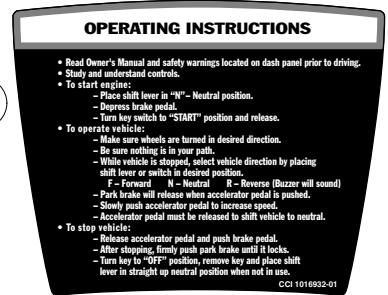 OPERATING INSTRUCTIONS
• Read Owner's Manual and safety warnings located on dash panel prior to driving.
• Study and understand controls.
• To start engine:
– Place shift lever in “N”– Neutral position.
– Depress brake pedal.
– Turn key switch to “START” position and release.
• To operate vehicle:
– Make sure wheels are turned in desired direction.
– Be sure nothing is in your path.
– While vehicle is stopped, select vehicle direction by placing
shift lever or switch in desired position.
F – Forward N – Neutral R – Reverse (Buzzer will sound)
– Park brake will release when accelerator pedal is pushed.
– Slowly push accelerator pedal to increase speed.
– Accelerator pedal must be released to shift vehicle to neutral.
• To stop vehicle:
– Release accelerator pedal and push brake pedal.
– After stopping, firmly push park brake until it locks.
– Turn key to “OFF” position, remove key and place shift
lever in straight up neutral position when not in use.
CCI 1016932-01